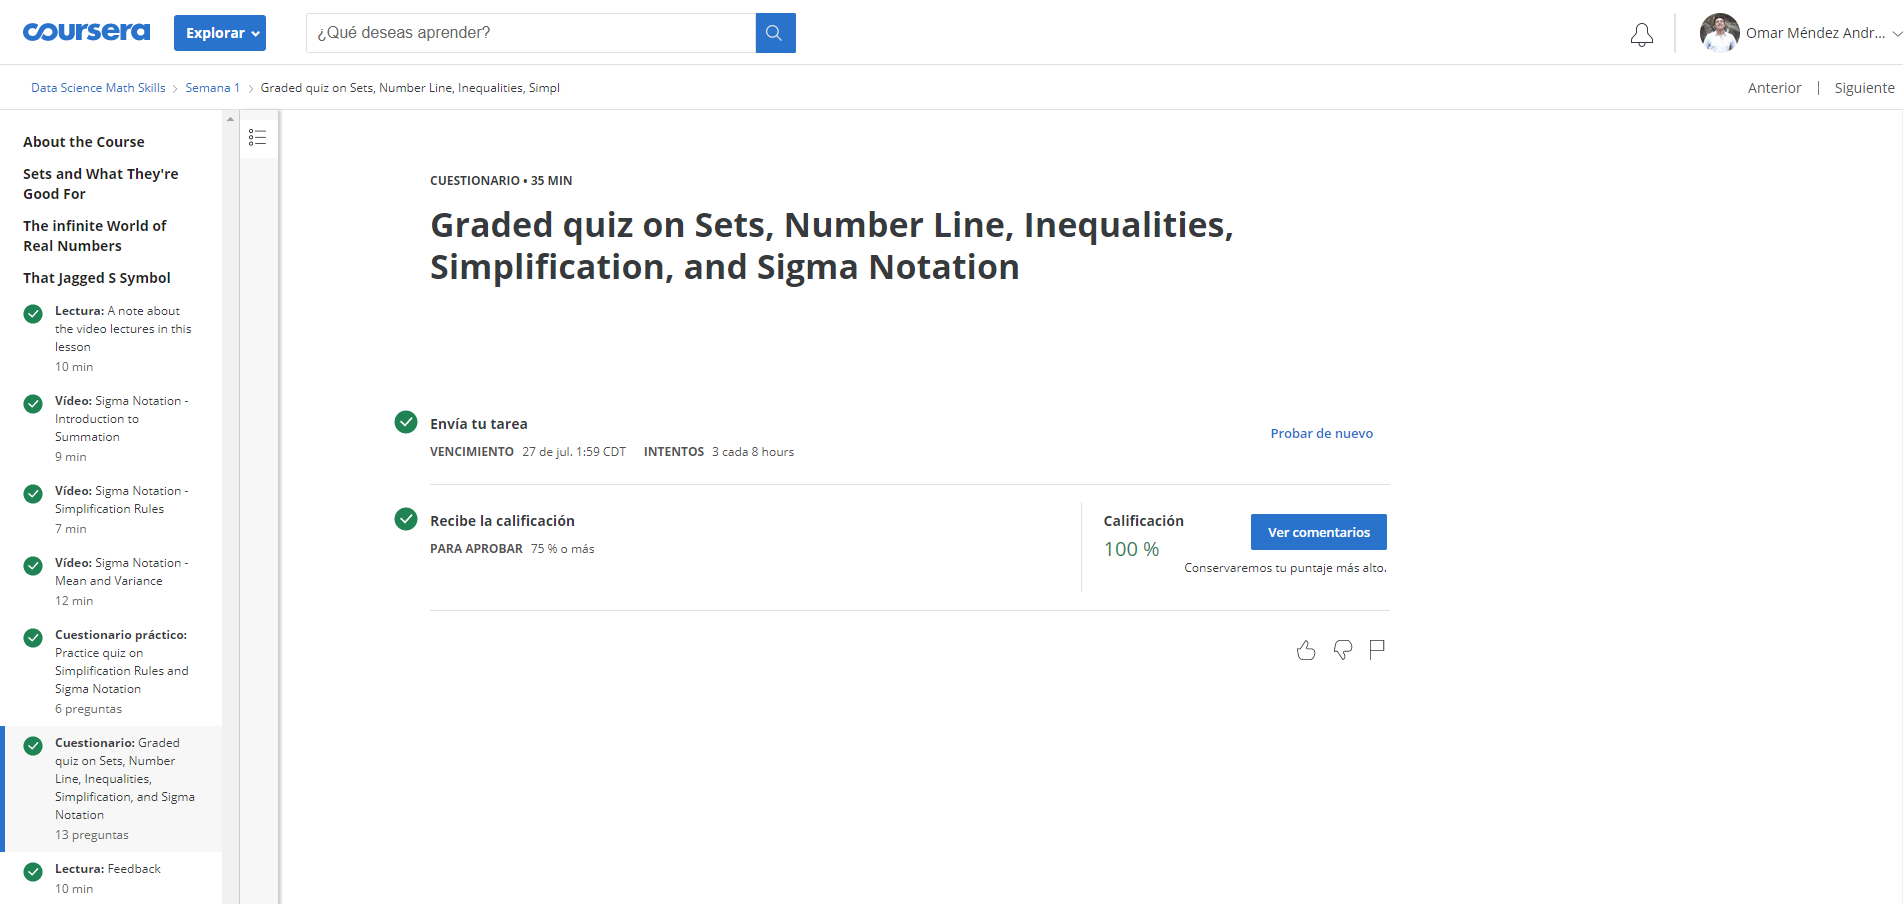 coursera
Explorar
¿Qué deseas aprender?
Omar Méndez Andr...
Data Science Math Skills
Semana 1
Graded quiz on Sets, Number Line, Inequalities, Simpl
Anterior
Siguiente
About the Course
Sets and What They're
Good For
The infinite World of
Real Numbers
That Jagged S Symbol
Lectura: A note about
the video lectures in this
lesson
10 min
Vídeo: Sigma Notation -
Introduction to
Summation
9 min
Vídeo: Sigma Notation -
Simplification Rules
7 min
Vídeo: Sigma Notation -
Mean and Variance
12 min
Cuestionario práctico:
Practice quiz on
Simplification Rules and
Sigma Notation
6 preguntas
Cuestionario: Graded
quiz on Sets, Number
Line, Inequalities,
Simplification, and Sigma
Notation
13 preguntas
Lectura: Feedback
10 min
CUESTIONARIO • 35 MIN
Graded quiz on Sets, Number Line, Inequalities,
Simplification, and Sigma Notation
Envía tu tarea
VENCIMIENTO 27 de jul. 1:59 CDT INTENTOS 3 cada 8 hours
Probar de nuevo
Recibe la calificación
PARA APROBAR 75 % o más
Calificación
100 %
Ver comentarios
Conservaremos tu puntaje más alto.